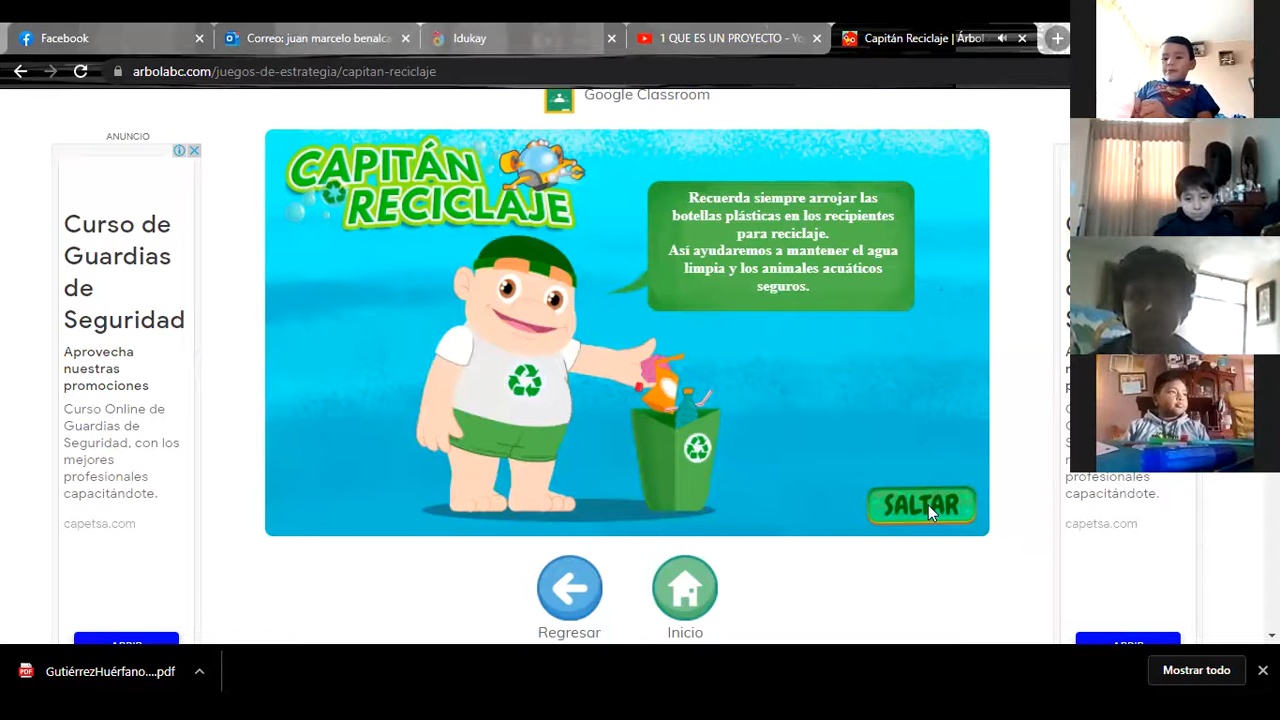 Facebook
Correo: juan marcelo benalca
Idukay
1 QUE ES UN PROYECTO - Yo
Capitán Reciclaje | Árbol
arbolabc.com/juegos-de-estrategia/capitan-reciclaje
Google Classroom
ANUNCIO
Curso de
Guardias
de
Seguridad
Aprovecha
nuestras
promociones
Curso Online de
Guardias de
Seguridad, con los
mejores
profesionales
capacitándote.
capetsa.com
CAPITÁN
RECICLAJE
Recuerda siempre arrojar las
botellas plásticas en los recipientes
para reciclaje.
Así ayudaremos a mantener el agua
limpia y los animales acuáticos
seguros.
SALTAR
profesionales
capacitándote.
capetsa.com
Regresar
Inicio
GutiérrezHuérfano....pdf
Mostrar todo